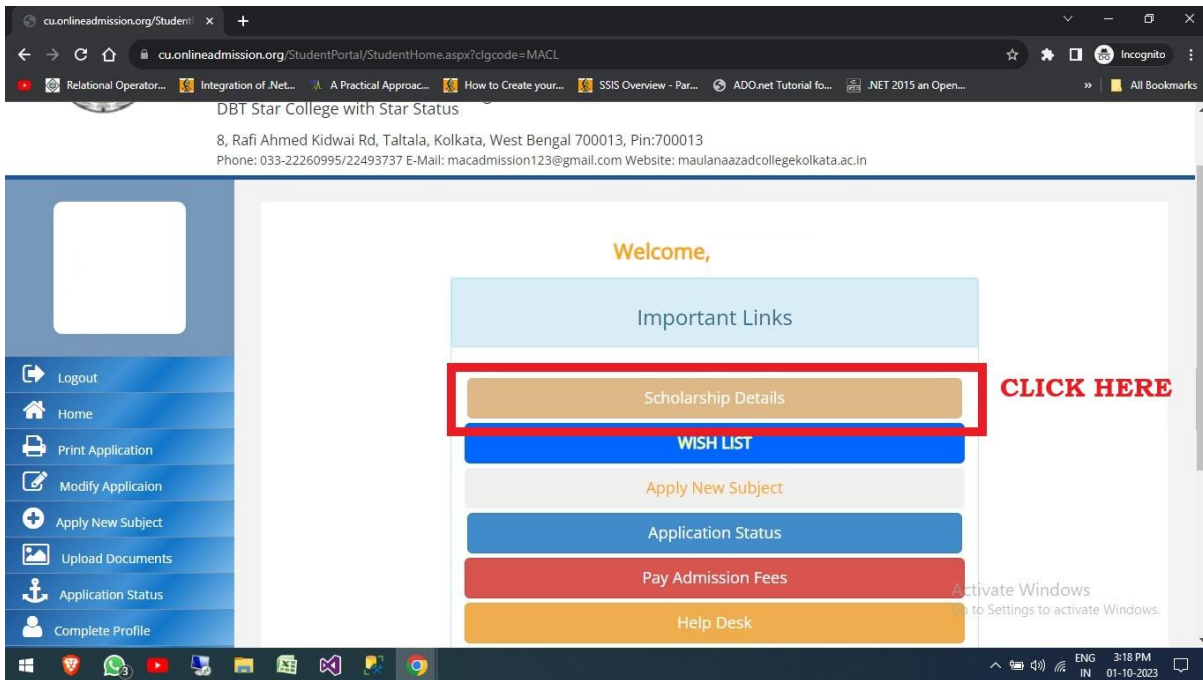 cu.onlineadmission.org/Student
cu.onlineadmission.org/StudentPortal/StudentHome.aspx?clgcode=MACL
Incognito
Relational Operator...
Integration of .Net...
A Practical Approac...
How to Create your...
SSIS Overview - Par...
ADO.net Tutorial fo...
.NET 2015 an Open...
»
All Bookmarks
DBT Star College with Star Status
8, Rafi Ahmed Kidwai Rd, Taltala, Kolkata, West Bengal 700013, Pin:700013
Phone: 033-22260995/22493737 E-Mail: macadmission123@gmail.com Website: maulanaazadcollegekolkata.ac.in
Logout
Home
Print Application
Modify Applicaion
Apply New Subject
Upload Documents
Application Status
Complete Profile
Welcome,
Important Links
Scholarship Details
CLICK HERE
WISH LIST
Apply New Subject
Application Status
Pay Admission Fees
Help Desk
Activate Windows
to Settings to activate Windows.
3
ENG
IN
3:18 PM
01-10-2023